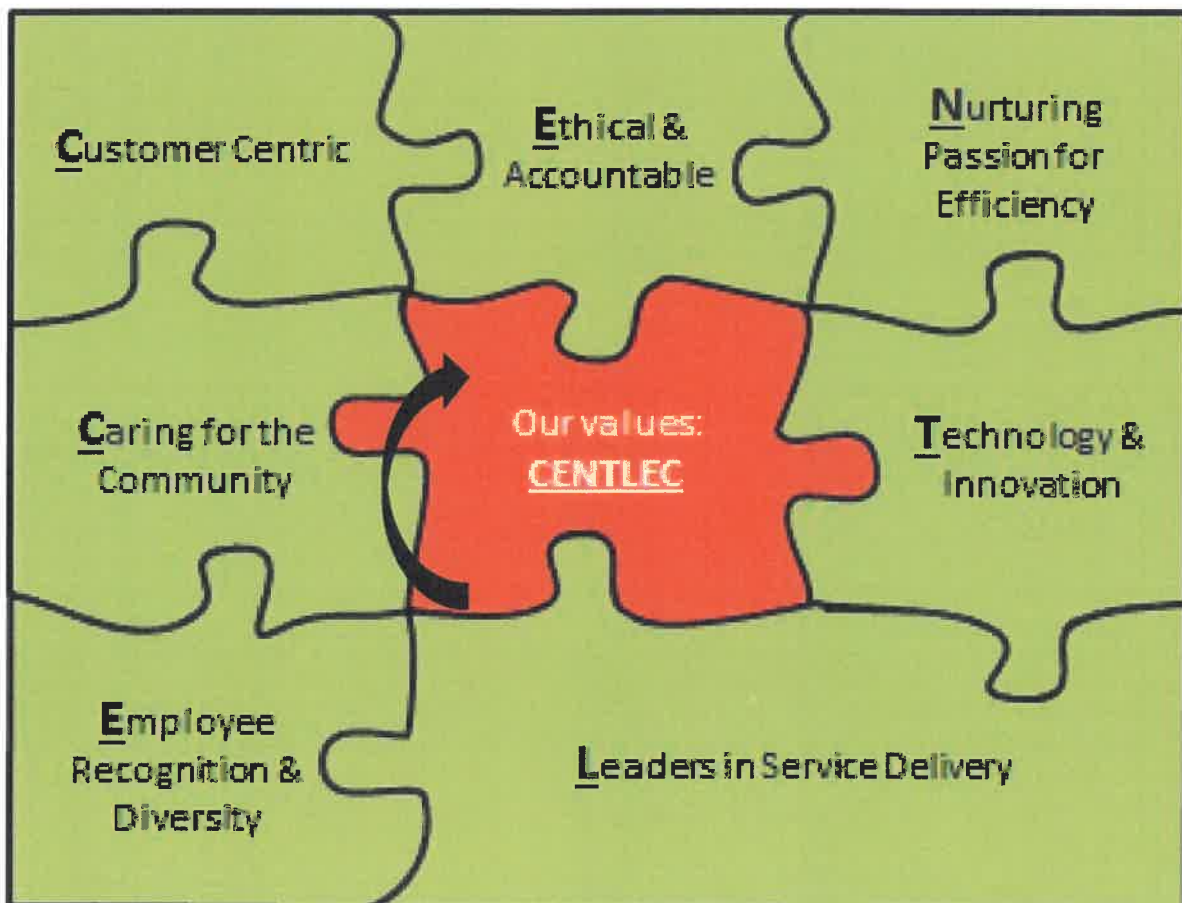 Customer Centric
Ethical &
Accountable
Nurturing
Passion for
Efficiency
Caring for the
Community
Our values:
CENTLEC
Technology &
Innovation
Employee
Recognition &
Diversity
Leaders in Service Delivery